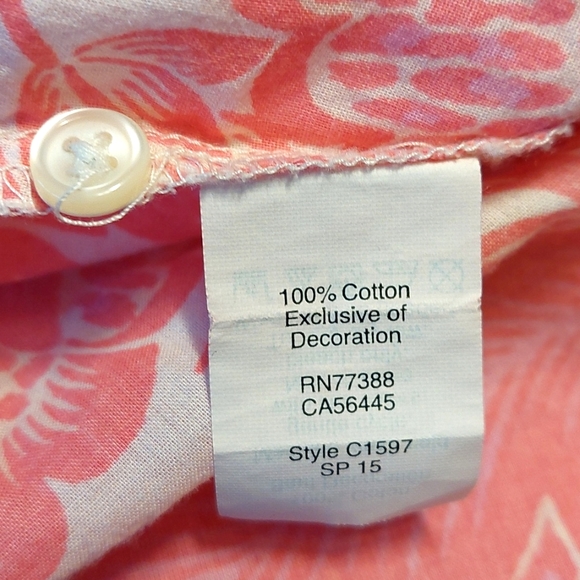 100% Cotton
Exclusive of
Decoration
RN77388
CA56445
Style C1597
SP 15